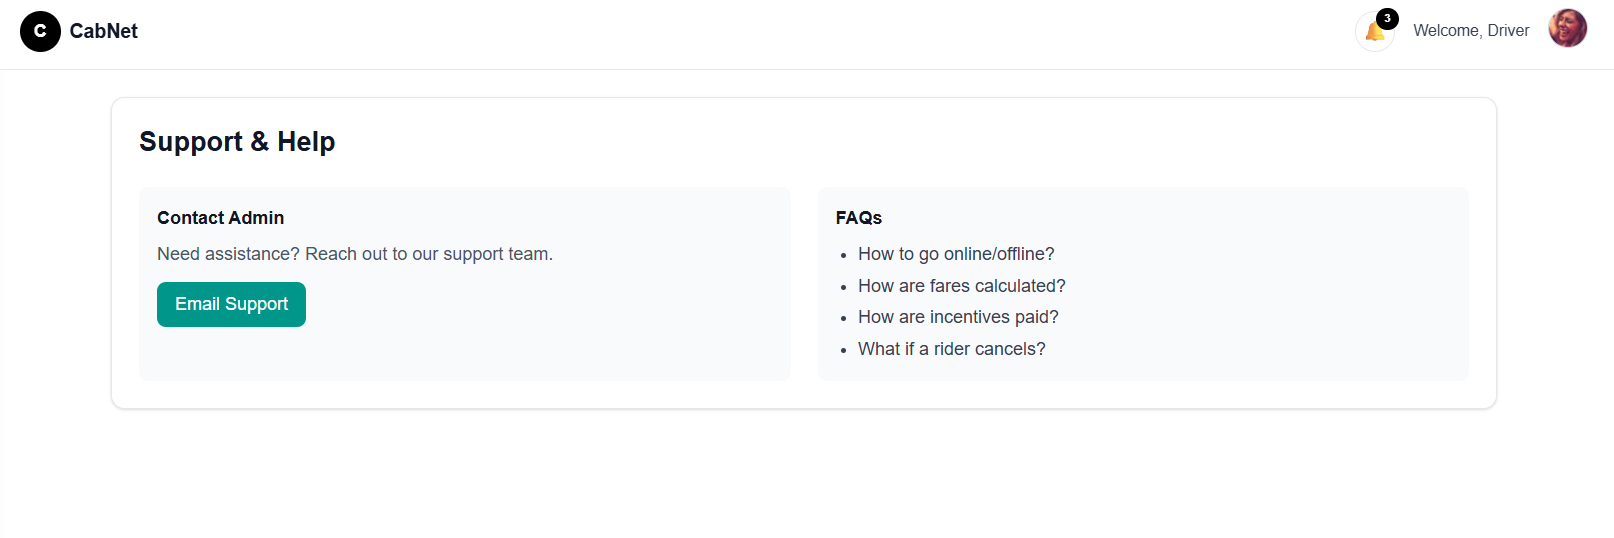 C CabNet
3
Welcome, Driver
Support & Help
Contact Admin
Need assistance? Reach out to our support team.
Email Support
FAQs
• How to go online/offline?
• How are fares calculated?
• How are incentives paid?
• What if a rider cancels?